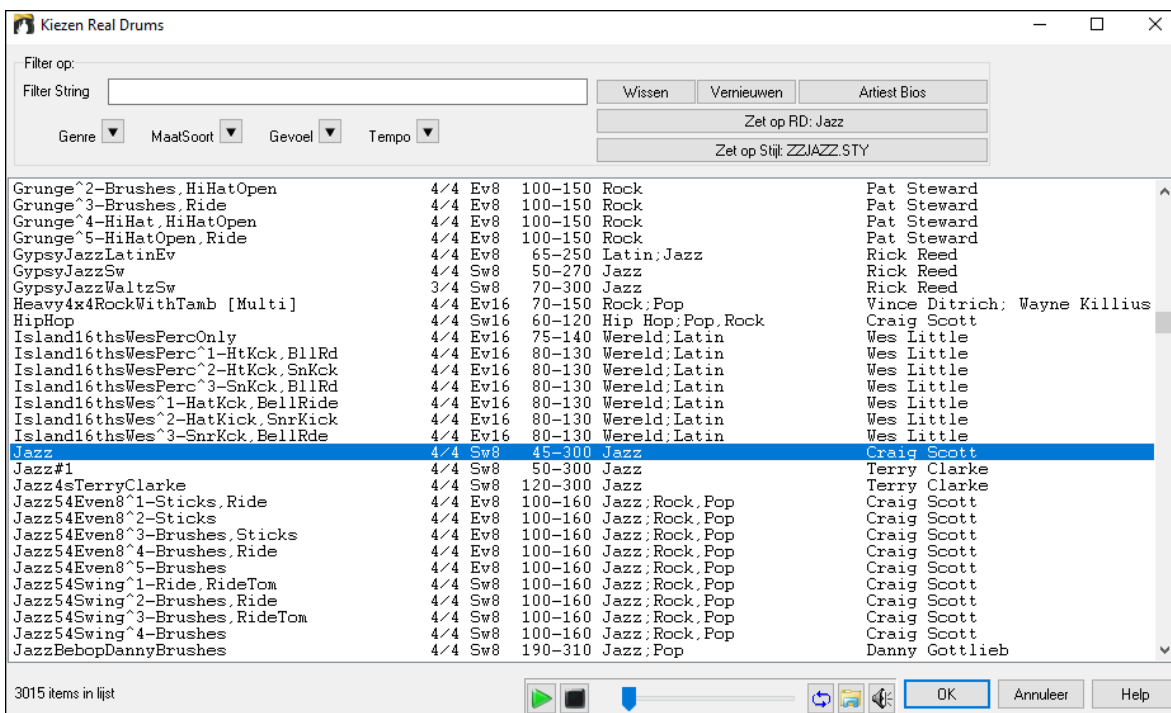 Kiezen Real Drums
Filter op:
Filter String Wissen Vernieuwen Artiest Bios
Zet op RD: Jazz
Genre MaatSoort Gevoel Tempo
Zet op Stijl: ZZJAZZ.STY
Grunge^2-Brushes,HiHatOpen 4/4 Ev8 100-150 Rock Pat Steward
Grunge^3-Brushes,Ride 4/4 Ev8 100-150 Rock Pat Steward
Grunge^4-HiHat,HiHatOpen 4/4 Ev8 100-150 Rock Pat Steward
Grunge^5-HiHatOpen,Ride 4/4 Ev8 100-150 Rock Pat Steward
GypsyJazzLatinEv 4/4 Ev8 65-250 Latin;Jazz Rick Reed
GypsyJazzSw 4/4 Sw8 50-270 Jazz Rick Reed
GypsyJazzWaltzSw 3/4 Sw8 70-300 Jazz Rick Reed
Heavy4x4RockWithTamb [Multi] 4/4 Ev16 70-150 Rock;Pop Vince Ditrich; Wayne Killius
HipHop 4/4 Sw16 60-120 Hip Hop;Pop,Rock Craig Scott
Island16thsWesPercOnly 4/4 Ev16 75-140 Wereld;Latin Wes Little
Island16thsWesPerc^1-HtKck,BllRd 4/4 Ev16 80-130 Wereld;Latin Wes Little
Island16thsWesPerc^2-HtKck,SnKck 4/4 Ev16 80-130 Wereld;Latin Wes Little
Island16thsWesPerc^3-SnKck,BllRd 4/4 Ev16 80-130 Wereld;Latin Wes Little
Island16thsWes^1-HatKck,BellRide 4/4 Ev16 80-130 Wereld;Latin Wes Little
Island16thsWes^2-HatKick,SnrKick 4/4 Ev16 80-130 Wereld;Latin Wes Little
Island16thsWes^3-SnrKck,BellRde 4/4 Ev16 80-130 Wereld;Latin Wes Little
Jazz 4/4 Sw8 45-300 Jazz Craig Scott
Jazz#1 4/4 Sw8 50-300 Jazz Terry Clarke
Jazz4sTerryClarke 4/4 Sw8 120-300 Jazz Terry Clarke
Jazz54Even8^1-Sticks,Ride 4/4 Ev8 100-160 Jazz;Rock,Pop Craig Scott
Jazz54Even8^2-Sticks 4/4 Ev8 100-160 Jazz;Rock,Pop Craig Scott
Jazz54Even8^3-Brushes,Sticks 4/4 Ev8 100-160 Jazz;Rock,Pop Craig Scott
Jazz54Even8^4-Brushes,Ride 4/4 Ev8 100-160 Jazz;Rock,Pop Craig Scott
Jazz54Even8^5-Brushes 4/4 Ev8 100-160 Jazz;Rock,Pop Craig Scott
Jazz54Swing^1-Ride,RideTom 4/4 Sw8 100-160 Jazz;Rock,Pop Craig Scott
Jazz54Swing^2-Brushes,Ride 4/4 Sw8 100-160 Jazz;Rock,Pop Craig Scott
Jazz54Swing^3-Brushes,RideTom 4/4 Sw8 100-160 Jazz;Rock,Pop Craig Scott
Jazz54Swing^4-Brushes 4/4 Sw8 100-160 Jazz;Rock,Pop Craig Scott
JazzBebopDannyBrushes 4/4 Sw8 190-310 Jazz;Pop Danny Gottlieb
3015 items in lijst OK Annuleer Help